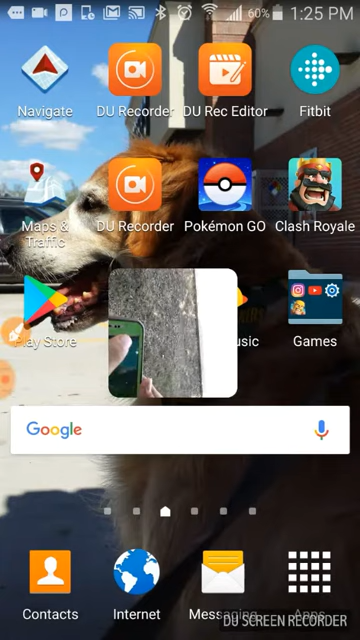 60% 1:25 PM
Navigate DU Recorder DU Rec Editor Fitbit
Maps & Traffic DU Recorder Pokémon GO Clash Royale
Play Store usic Games
Google
Contacts Internet Messaging Apps
DU SCREEN RECORDER